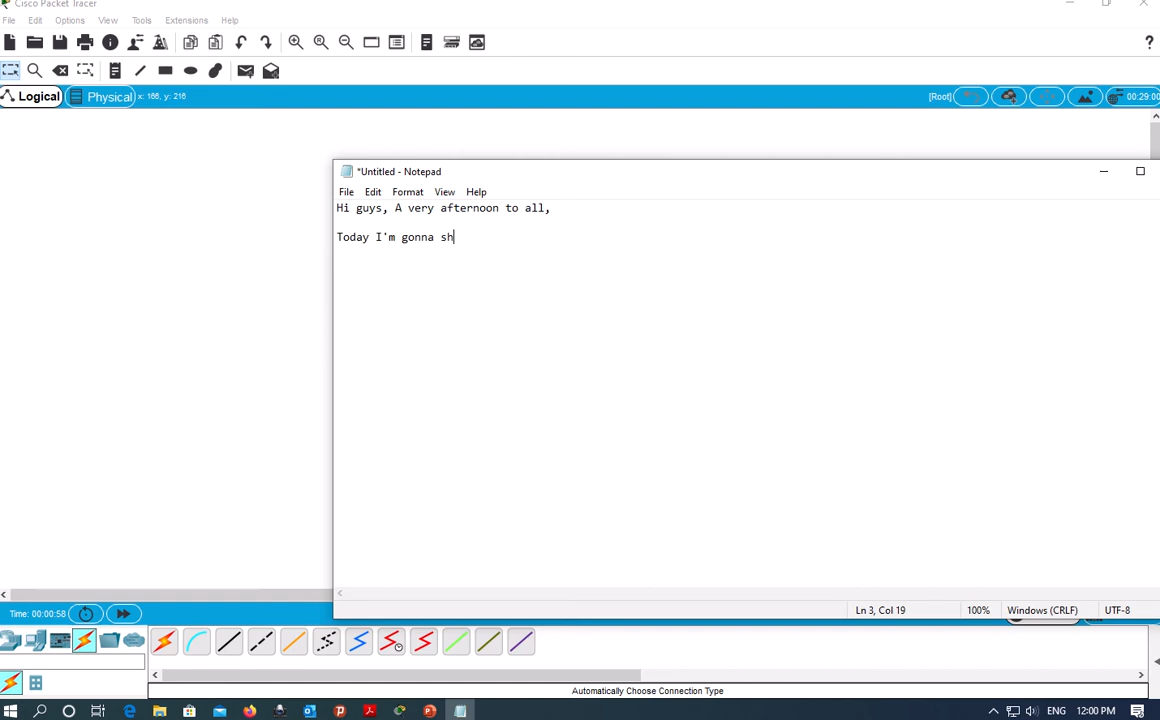 Cisco Packet Tracer
File Edit Options View Tools Extensions Help
Logical Physical x: 166, y: 216 [Root] 00:29:00
*Untitled - Notepad
File Edit Format View Help
Hi guys, A very afternoon to all,
Today I'm gonna sh
Ln 3, Col 19 100% Windows (CRLF) UTF-8
Time: 00:00:58
Automatically Choose Connection Type
ENG 12:00 PM